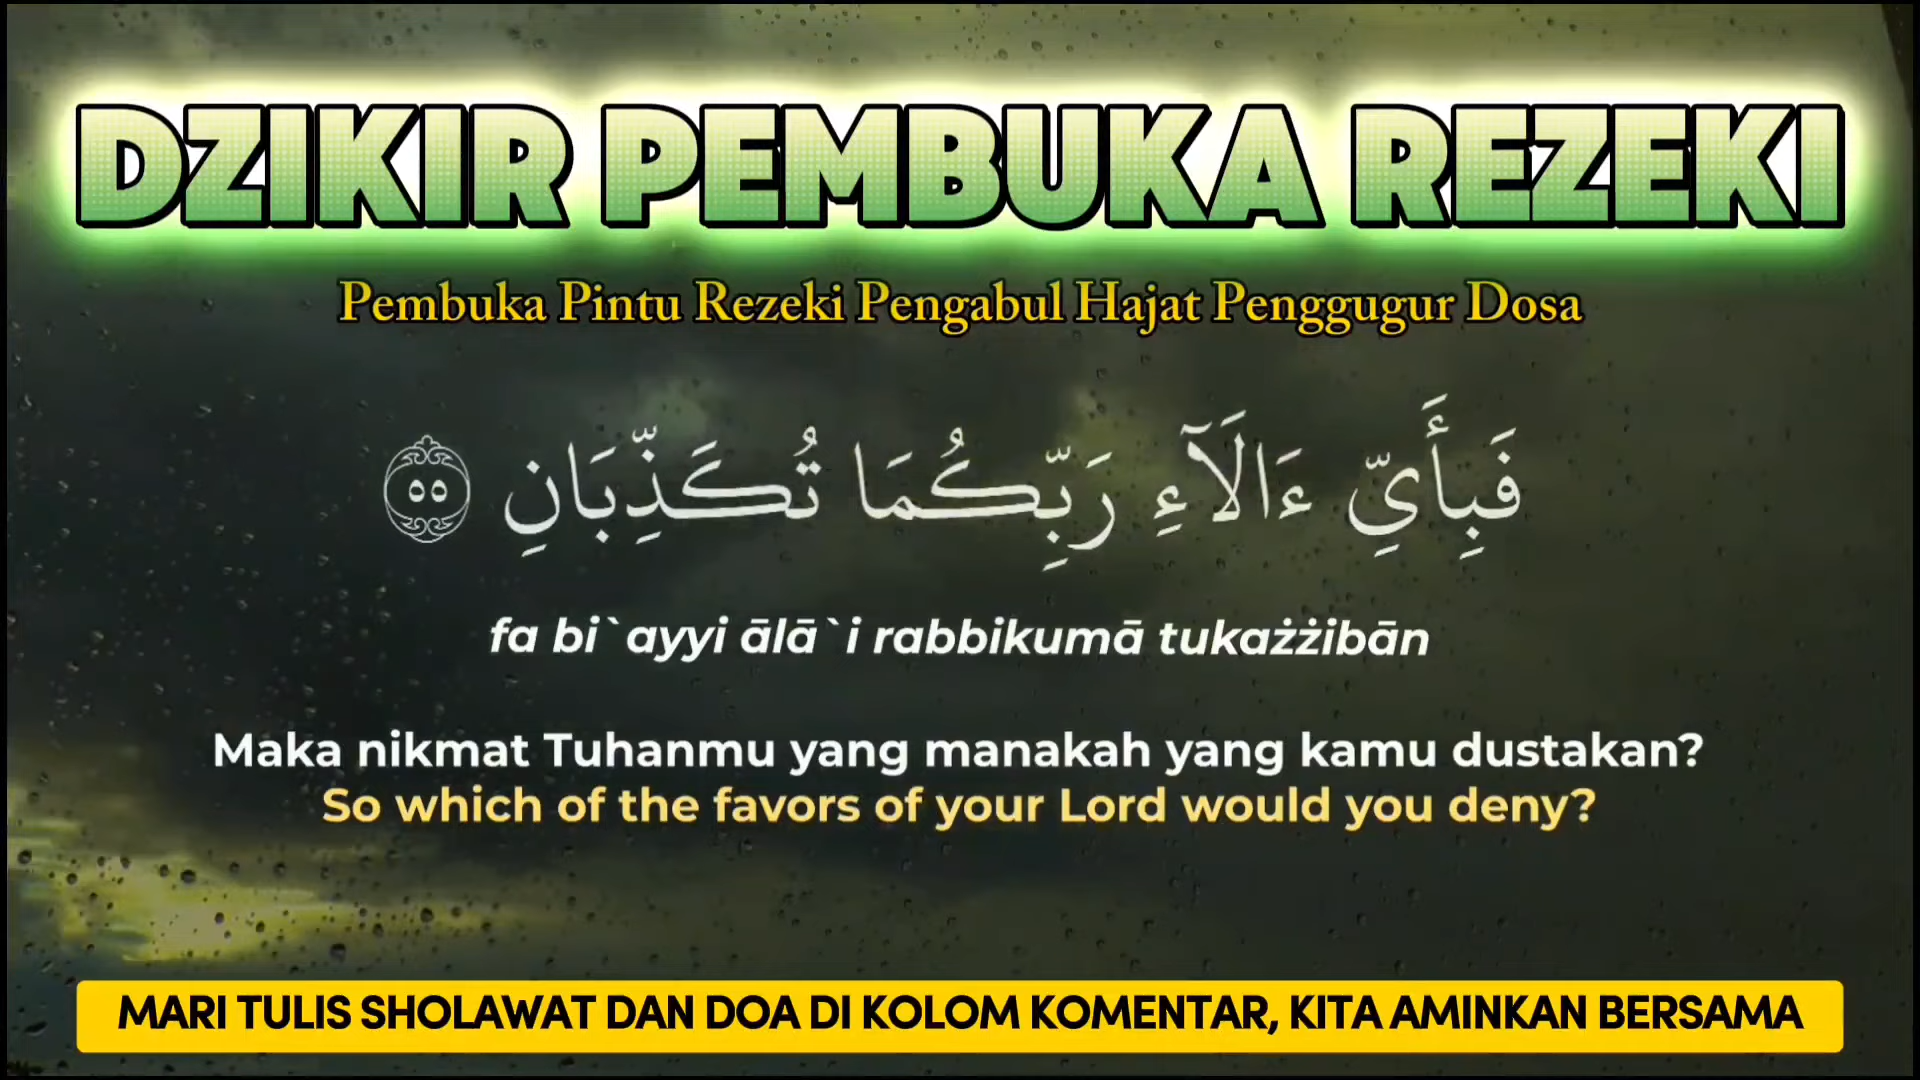 DZIKIR PEMBUKA REZEKI
Pembuka Pintu Rezeki Pengabul Hajat Penggugur Dosa
فَبِأَيِّ ءَالَآءِ رَبِّكُمَا تُكَذِّبَانِ ٥٥
fa bi`ayyi ālā`i rabbikumā tukażżibān
Maka nikmat Tuhanmu yang manakah yang kamu dustakan?
So which of the favors of your Lord would you deny?
MARI TULIS SHOLAWAT DAN DOA DI KOLOM KOMENTAR, KITA AMINKAN BERSAMA